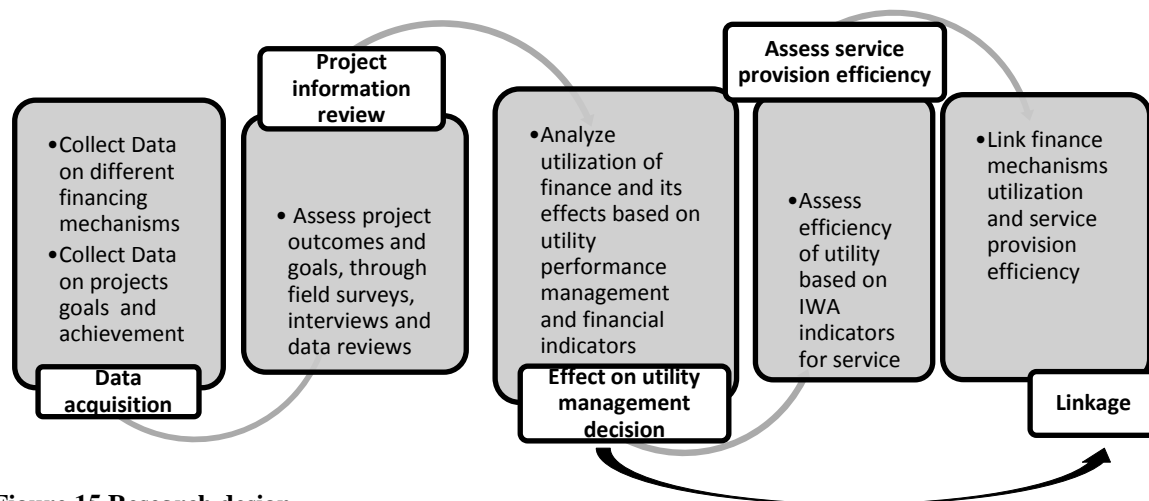 •Collect Data
on different
financing
mechanisms
•Collect Data
on projects
goals and
achievement
Data
acquisition
Project
information
review
• Assess project
outcomes and
goals, through
field surveys,
interviews and
data reviews
•Analyze
utilization of
finance and its
effects based on
utility
performance
management
and financial
indicators
Effect on utility
management
decision
Assess service
provision efficiency
•Assess
efficiency
of utility
based on
IWA
indicators
for service
•Link finance
mechanisms
utilization
and service
provision
efficiency
Linkage
Figure 15 Research design